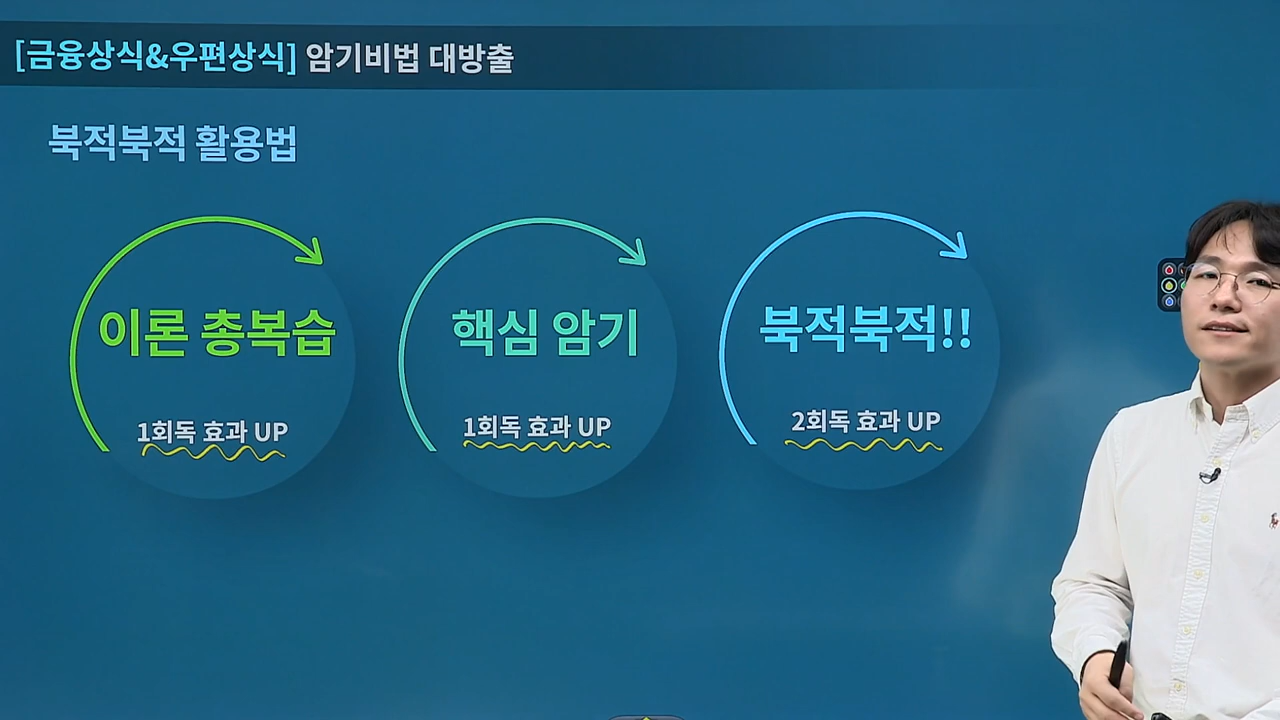 [금융상식&우편상식] 암기비법 대방출
북적북적 활용법
이론 총복습
1회독 효과 UP
핵심 암기
1회독 효과 UP
북적북적!!
2회독 효과 UP